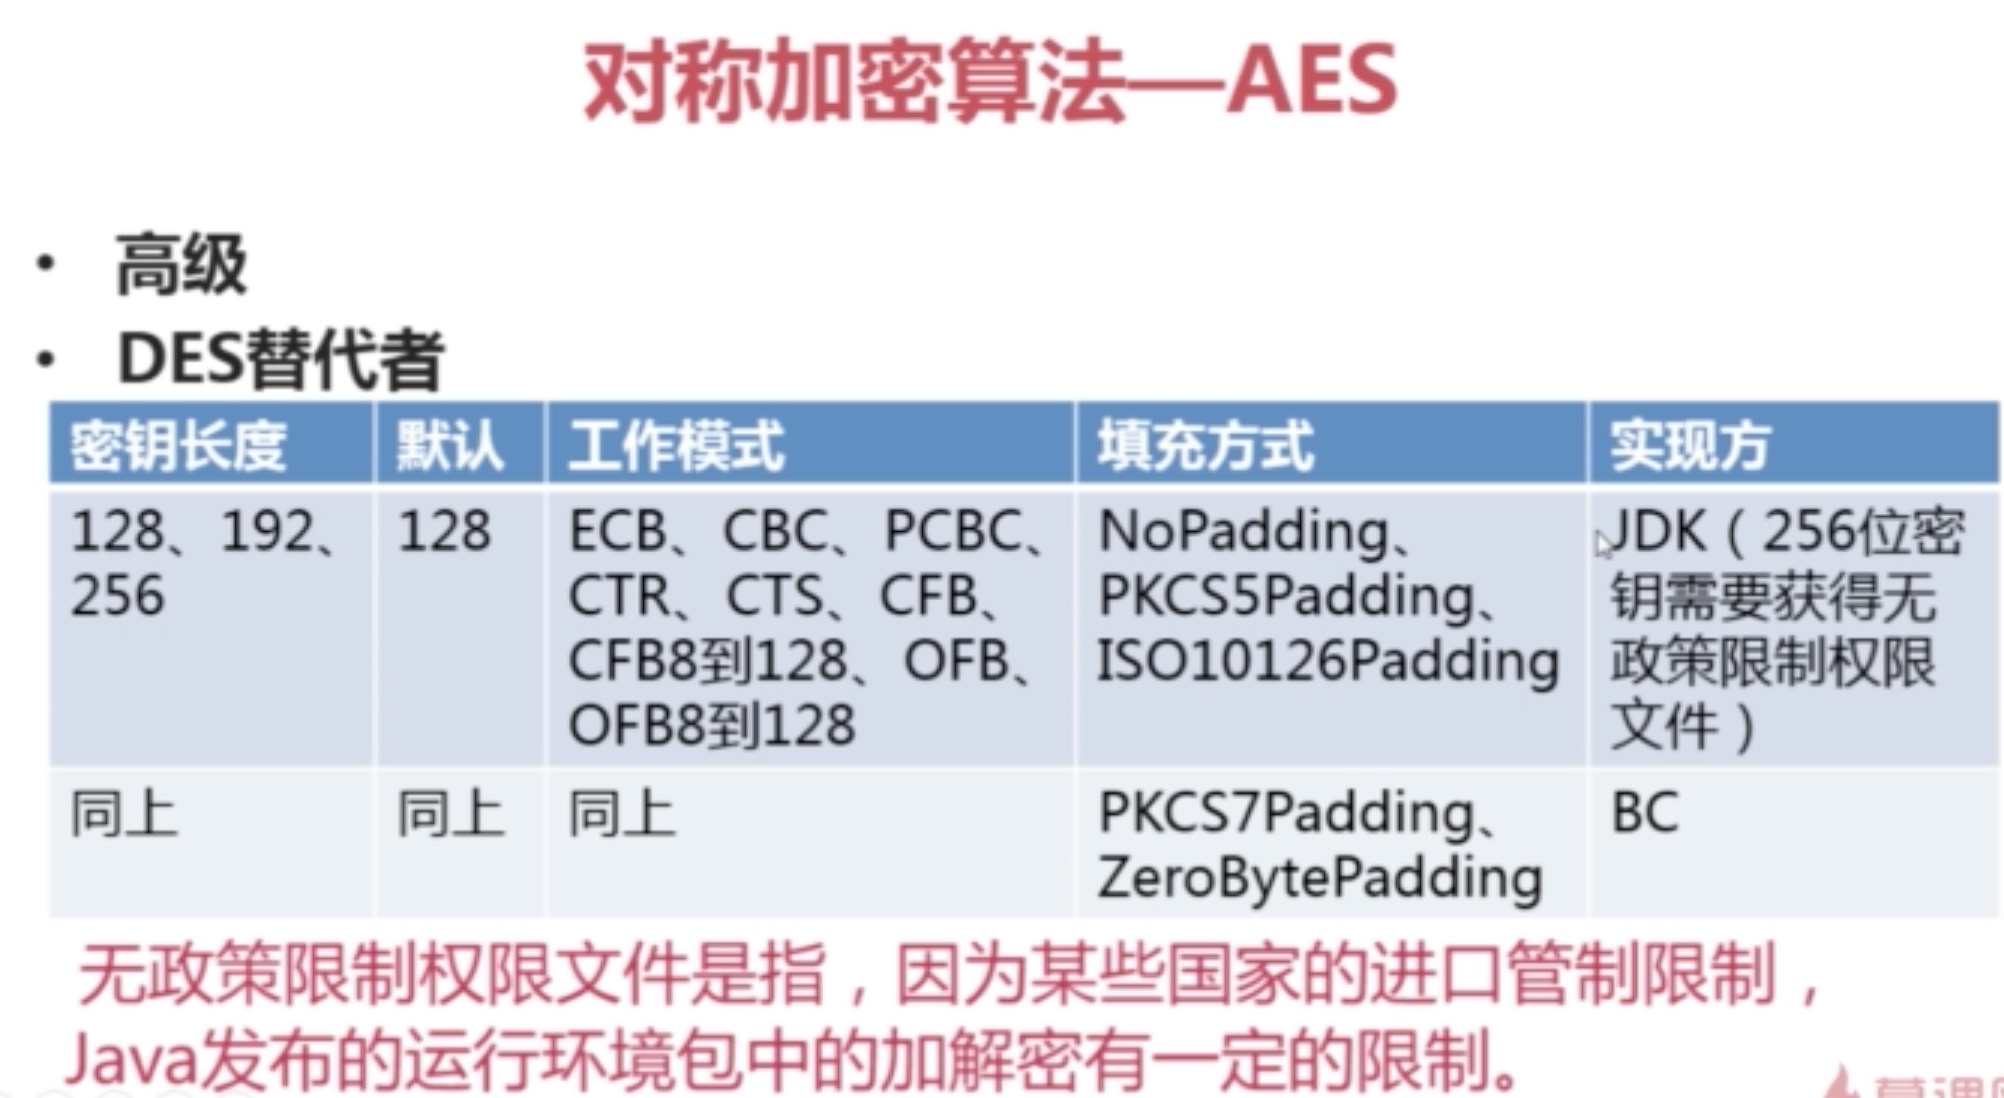 对称加密算法—AES
• 高级
• DES替代者
密钥长度 默认 工作模式 填充方式 实现方
128、192、 128 ECB、CBC、PCBC、 NoPadding、 JDK（256位密
256 CTR、CTS、CFB、 PKCS5Padding、 钥需要获得无
CFB8到128、OFB、 ISO10126Padding 政策限制权限
OFB8到128 文件）
同上 同上 同上 PKCS7Padding、 BC
ZeroBytePadding
无政策限制权限文件是指，因为某些国家的进口管制限制，
Java发布的运行环境包中的加解密有一定的限制。